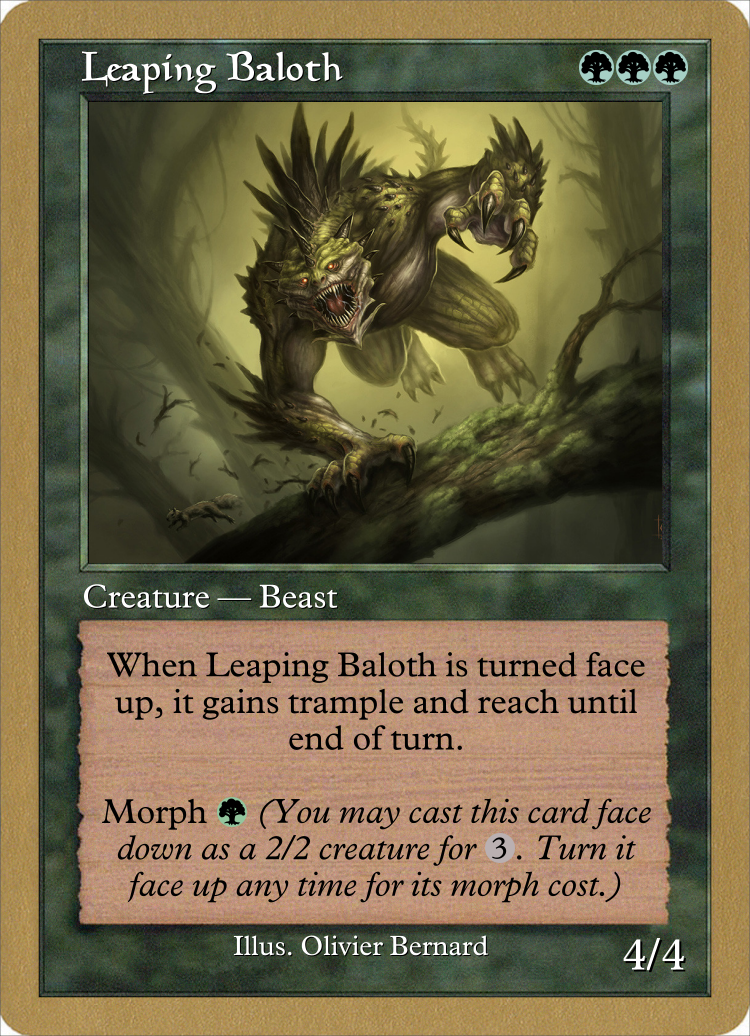 Leaping Baloth
Creature — Beast
When Leaping Baloth is turned face
up, it gains trample and reach until
end of turn.
Morph (You may cast this card face
down as a 2/2 creature for 3. Turn it
face up any time for its morph cost.)
Illus. Olivier Bernard
4/4